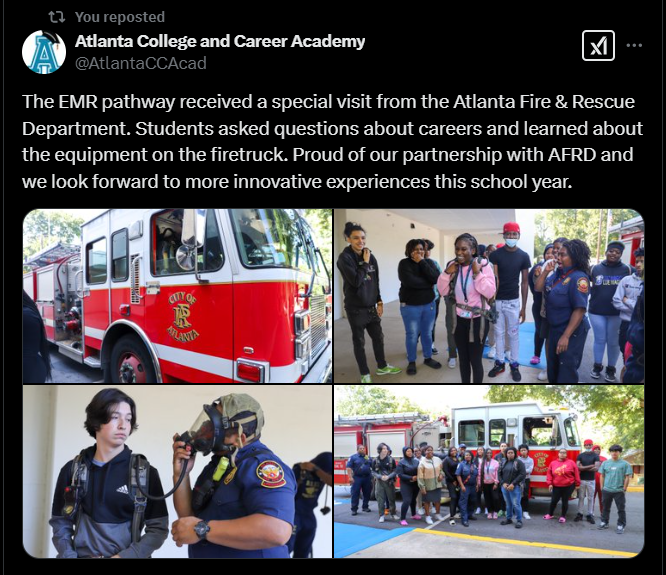 You reposted
Atlanta College and Career Academy
@AtlantaCCAcad
The EMR pathway received a special visit from the Atlanta Fire & Rescue
Department. Students asked questions about careers and learned about
the equipment on the firetruck. Proud of our partnership with AFRD and
we look forward to more innovative experiences this school year.
CITY OF
ATLANTA
adidas